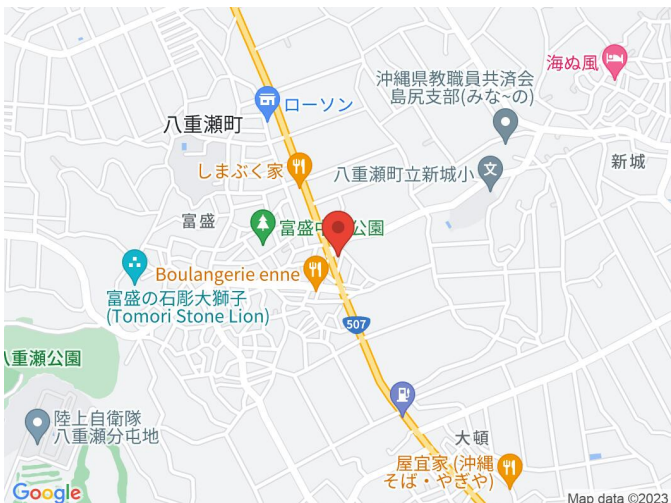 海ぬ風
沖縄県教職員共済会
島尻支部(みな~の)
ローソン
八重瀬町
しまぶく家
八重瀬町立新城小
新城
富盛
富盛中
公園
Boulangerie enne
富盛の石彫大獅子
(Tomori Stone Lion)
507
八重瀬公園
陸上自衛隊
八重瀬分屯地
大頓
屋宜家 (沖縄
そば・やぎや)
Google
Map data ©2023